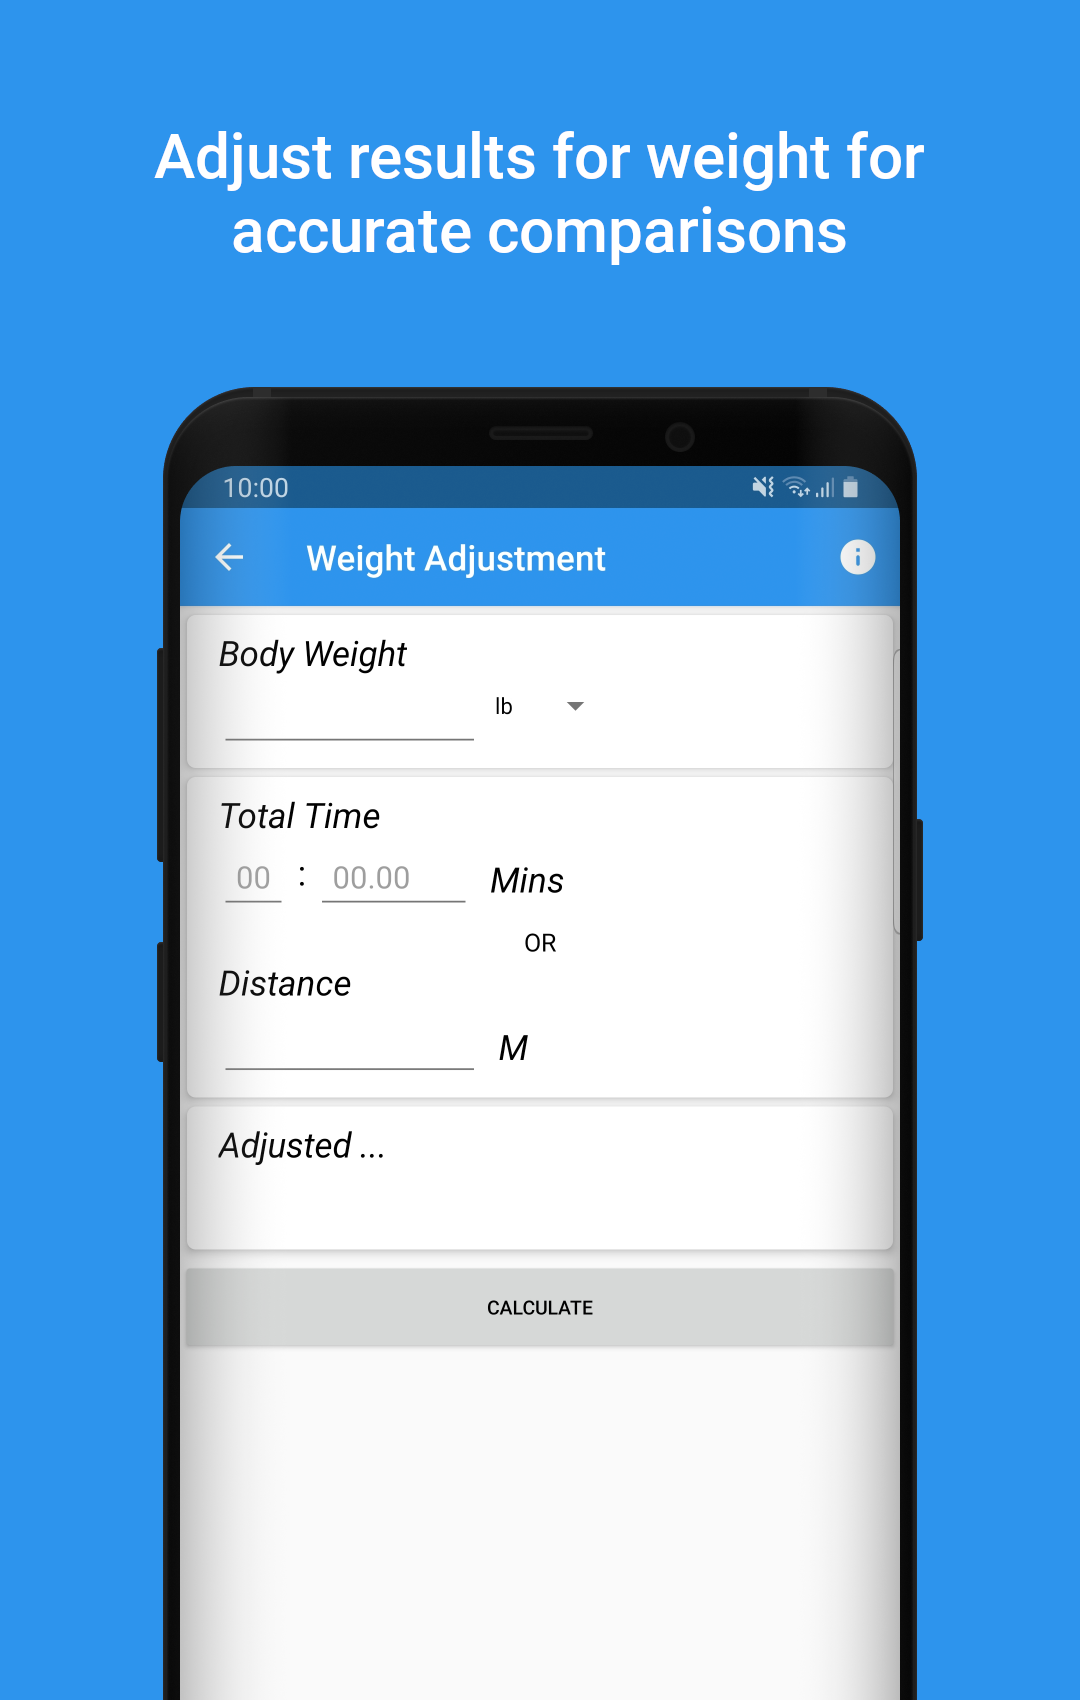 Adjust results for weight for
accurate comparisons
10:00
Weight Adjustment
Body Weight
lb
Total Time
00 : 00.00 Mins
OR
Distance
M
Adjusted ...
CALCULATE